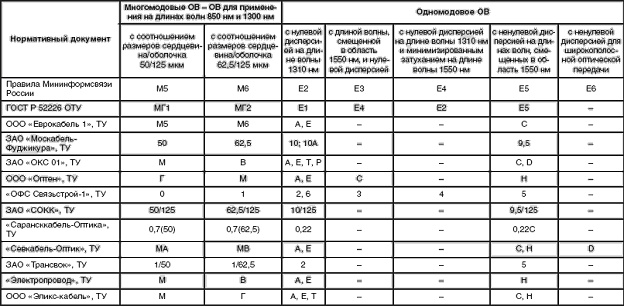 Нормативный документ
Многомодовые ОВ – ОВ для применения на длинах волн 850 нм и 1300 нм
Одномодовое ОВ
с соотношением размеров сердцевина/оболочка 50/125 мкм
с соотношением размеров сердцевина/оболочка 62,5/125 мкм
с нулевой дисперсией на длине волны 1310 нм
с длиной волны, смещенной в область 1550 нм, и нулевой дисперсией
с нулевой дисперсией на длине волны 1310 нм и минимизированным затуханием на длине волны 1550 нм
с ненулевой дисперсией на длинах волн, смещенных в область 1550 нм
с ненулевой дисперсией для широкополосной оптической передачи
Правила Мининформсвязи России М5 М6 Е2 Е3 Е4 Е5 Е6
ГОСТ Р 52226 ОТУ МГ1 МГ2 Е1 Е4 Е2 Е5 –
ООО «Еврокабель 1», ТУ М5 М6 А, Е – – С –
ЗАО «Москабель-Фуджикура», ТУ 50 62,5 10; 10А – – 9,5 –
ЗАО «ОКС 01», ТУ М В А, Е, Т, Р – – С, D –
ООО «Оптен», ТУ Г М А, Е С – Н –
«ОФС Связьстрой-1», ТУ 0 1 2, 6 3 4 5 –
ЗАО «СОКК», ТУ 50/125 62,5/125 10/125 – – 9,5/125 –
«Сарансккабель-Оптика», ТУ 0,7(50) 0,7(62,5) 0,22 – – 0,22С –
«Севкабель-Оптик», ТУ МА МВ А, Е – – С, Н D
ЗАО «Трансвок», ТУ 1/50 1/62,5 2 – – 5 –
«Электропровод», ТУ М В А, Е – – Н –
ООО «Эликс-кабель», ТУ М Г А, Е, Т – – С, Н –